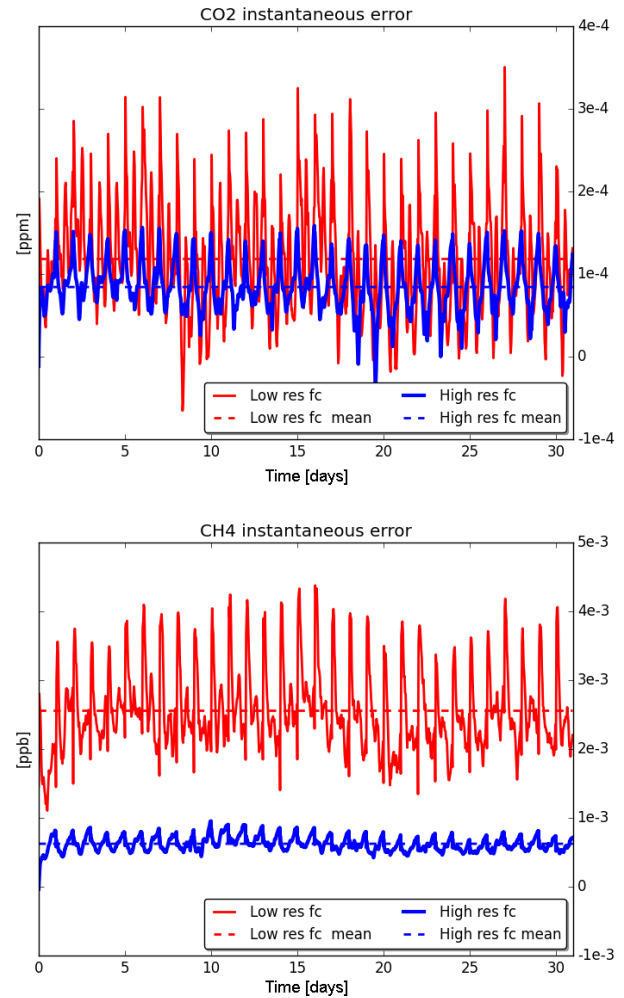 CO2 instantaneous error
4e-4
3e-4
[ppm]
2e-4
1e-4
0
Low res fc High res fc
Low res fc  mean High res fc mean
-1e-4
0 5 10 15 20 25 30
Time [days]
CH4 instantaneous error
5e-3
4e-3
3e-3
[ppb]
2e-3
1e-3
0
Low res fc High res fc
Low res fc  mean High res fc mean
-1e-3
0 5 10 15 20 25 30
Time [days]